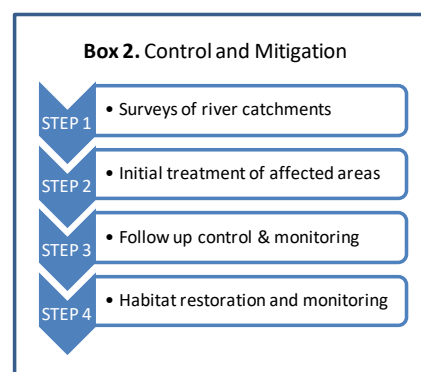 Box 2. Control and Mitigation
STEP 1
• Surveys of river catchments
STEP 2
• Initial treatment of affected areas
STEP 3
• Follow up control & monitoring
STEP 4
• Habitat restoration and monitoring